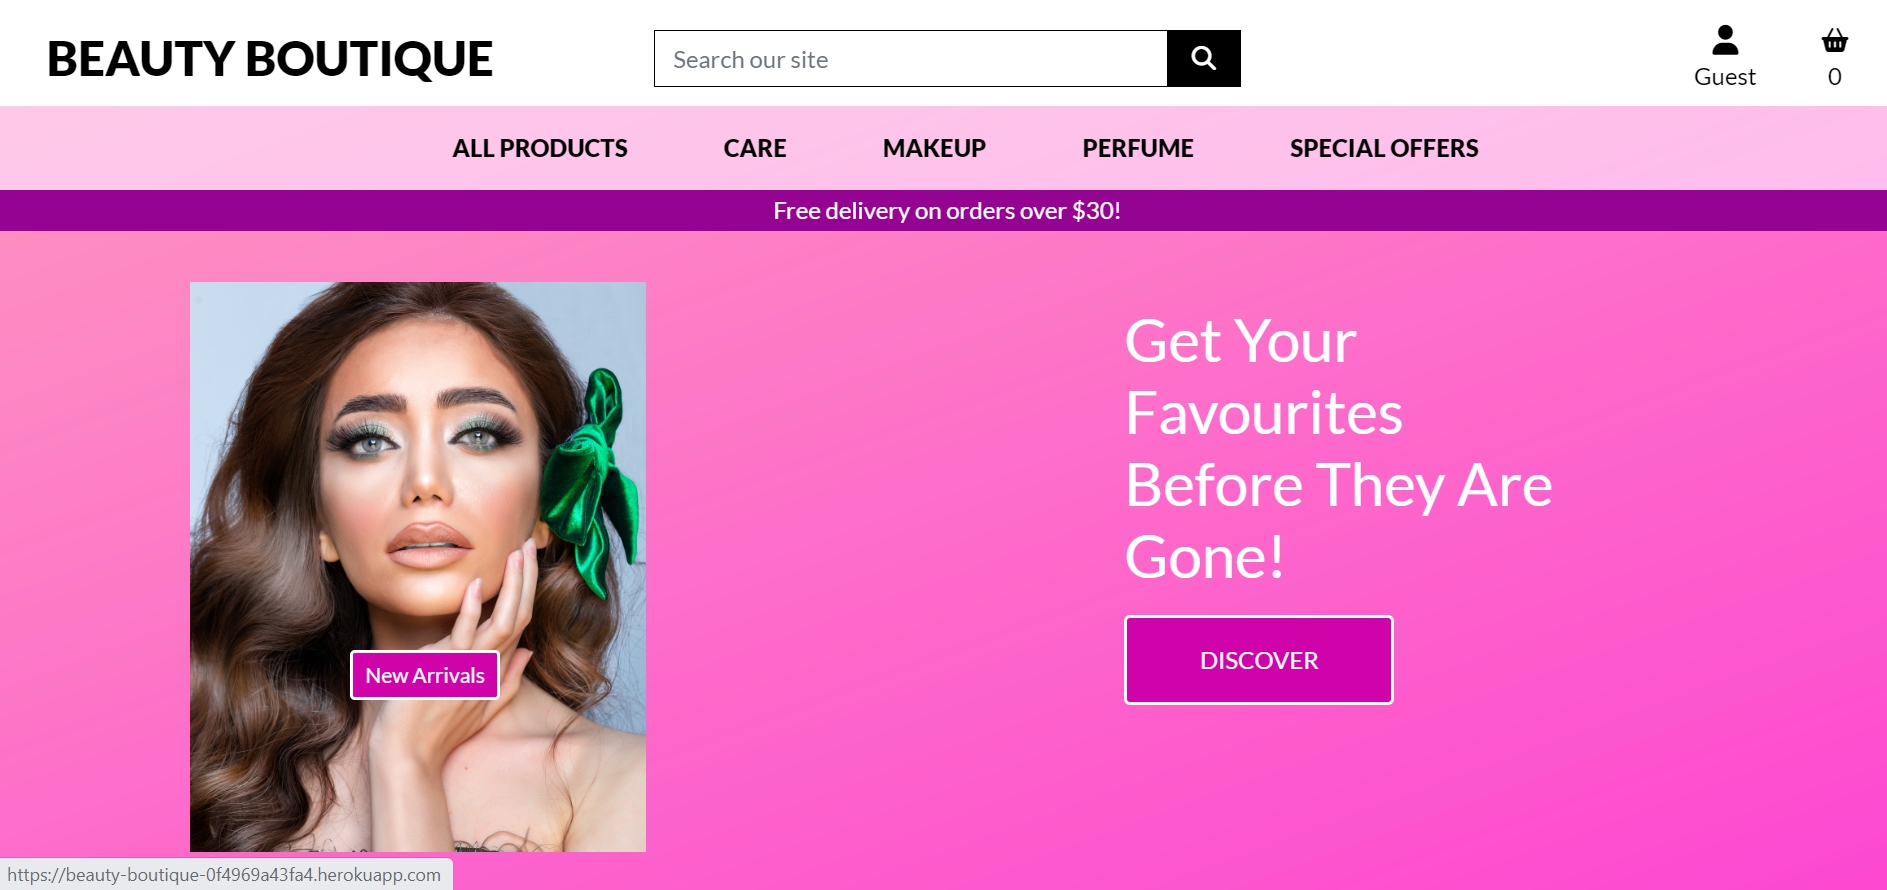 BEAUTY BOUTIQUE
Search our site
Guest
0
ALL PRODUCTS
CARE
MAKEUP
PERFUME
SPECIAL OFFERS
Free delivery on orders over $30!
New Arrivals
Get Your
Favourites
Before They Are
Gone!
DISCOVER
https://beauty-boutique-0f4969a43fa4.herokuapp.com